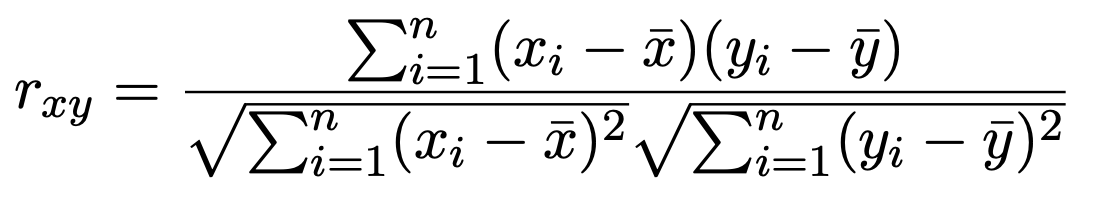 r_{xy} = \frac{\sum_{i=1}^{n}(x_i - \bar{x})(y_i - \bar{y})}{\sqrt{\sum_{i=1}^{n}(x_i - \bar{x})^2}\sqrt{\sum_{i=1}^{n}(y_i - \bar{y})^2}}